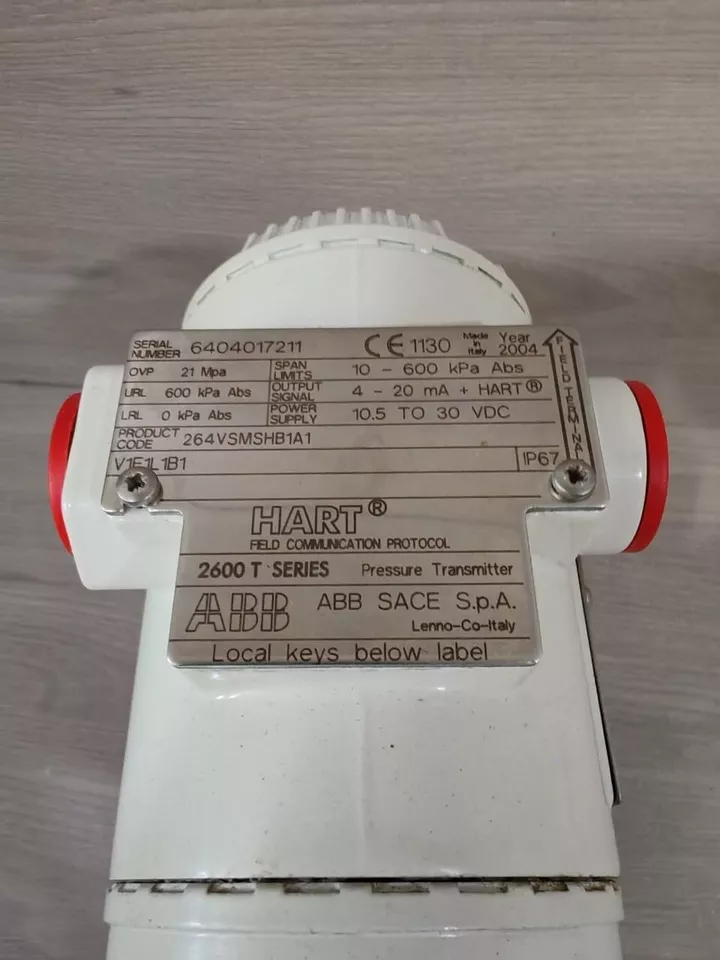 SERIAL NUMBER 6404017211 CE 1130 Made in Italy Year 2004
OVP 21 Mpa SPAN LIMITS 10 - 600 kPa Abs
URL 600 kPa Abs OUTPUT SIGNAL 4 - 20 mA + HART®
LRL 0 kPa Abs POWER SUPPLY 10.5 TO 30 VDC
PRODUCT CODE 264VSMSHB1A1
V1E1L1B1 IP67
FIELD TERMINAL
HART®
FIELD COMMUNICATION PROTOCOL
2600 T SERIES Pressure Transmitter
ABB ABB SACE S.p.A.
Lenno-Co-Italy
Local keys below label